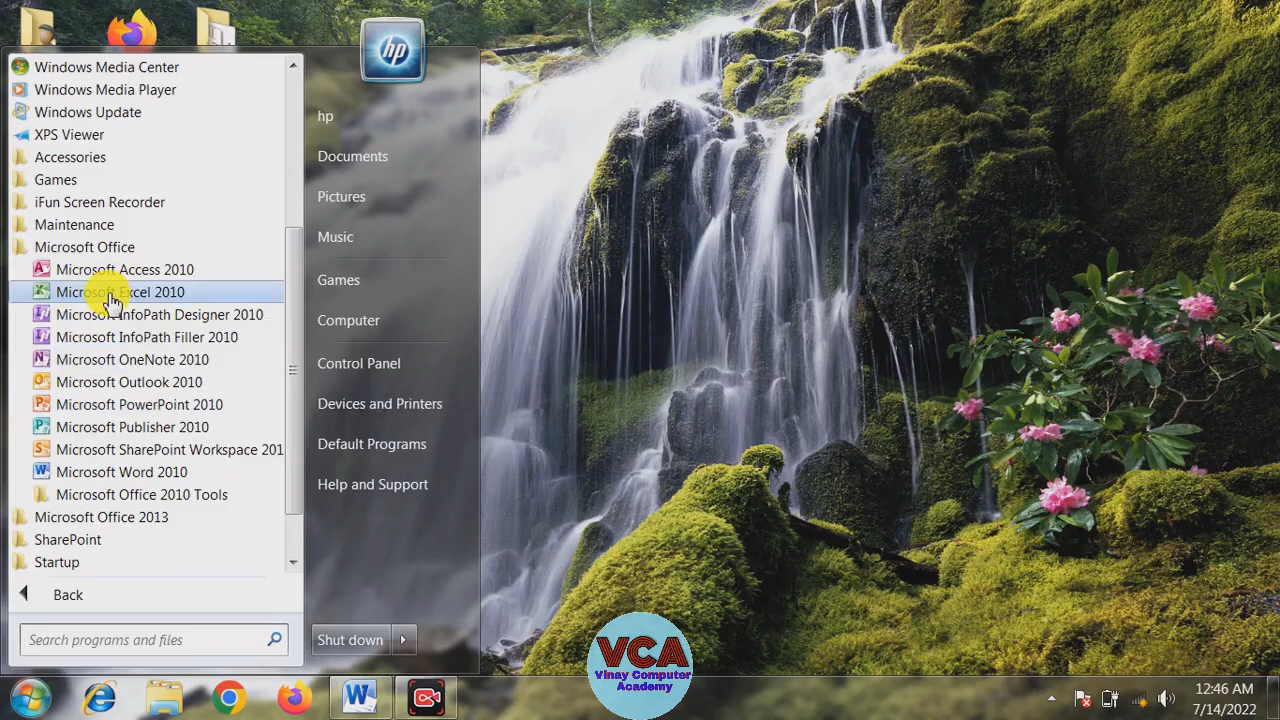 Windows Media Center
Windows Media Player
Windows Update
XPS Viewer
Accessories
Games
iFun Screen Recorder
Maintenance
Microsoft Office
Microsoft Access 2010
Microsoft Excel 2010
Microsoft InfoPath Designer 2010
Microsoft InfoPath Filler 2010
Microsoft OneNote 2010
Microsoft Outlook 2010
Microsoft PowerPoint 2010
Microsoft Publisher 2010
Microsoft SharePoint Workspace 201
Microsoft Word 2010
Microsoft Office 2010 Tools
Microsoft Office 2013
SharePoint
Startup
Back
Search programs and files
hp
hp
Documents
Pictures
Music
Games
Computer
Control Panel
Devices and Printers
Default Programs
Help and Support
Shut down
VCA
Vinay Computer
Academy
12:46 AM
7/14/2022